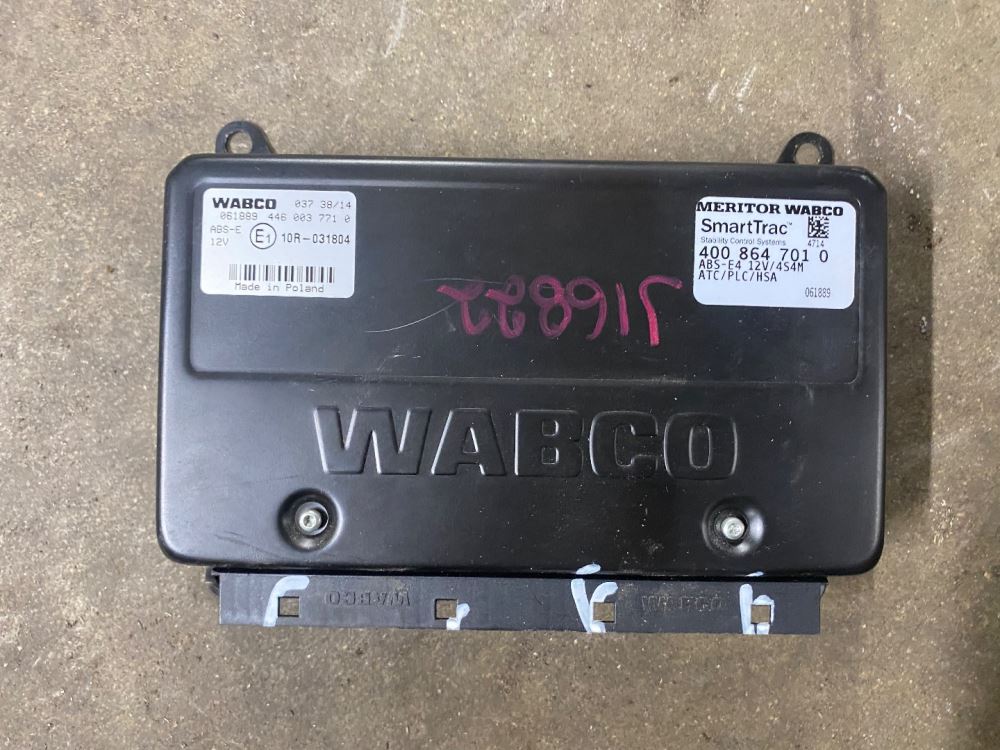 WABCO 037 38/14
061889 446 003 771 0
ABS-E
12V
E1 10R-031804
Made in Poland
MERITOR WABCO
SmartTrac™
Stability Control Systems 4714
400 864 701 0
ABS-E4 12V/4S4M
ATC/PLC/HSA
061889
J16822
WABCO
WABCO WABCO